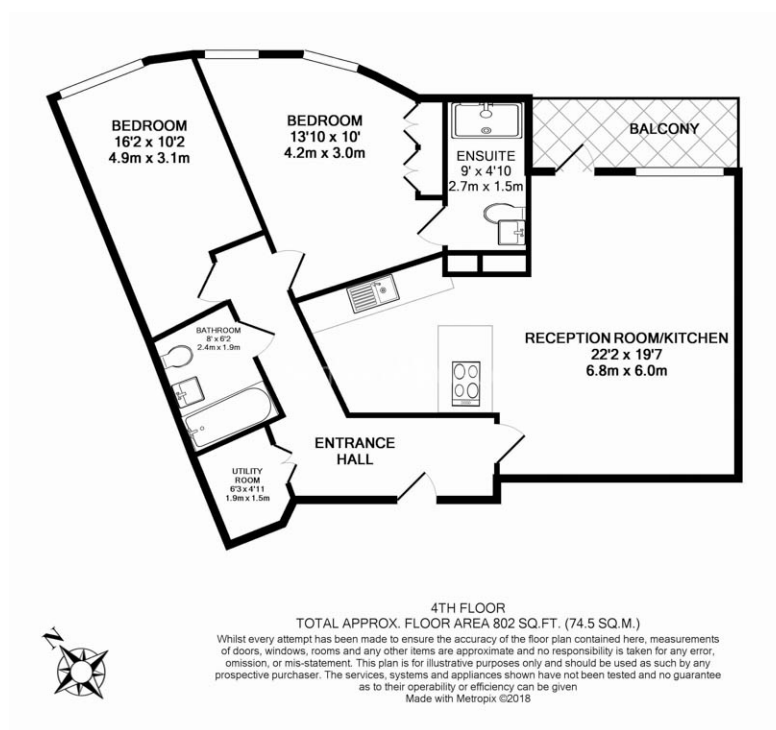 BEDROOM
16'2 x 10'2
4.9m x 3.1m
BEDROOM
13'10 x 10'
4.2m x 3.0m
ENSUITE
9' x 4'10
2.7m x 1.5m
BALCONY
BATHROOM
8' x 6'2
2.4m x 1.9m
RECEPTION ROOM/KITCHEN
22'2 x 19'7
6.8m x 6.0m
ENTRANCE
HALL
UTILITY
ROOM
6'3 x 4'11
1.9m x 1.5m
N
4TH FLOOR
TOTAL APPROX. FLOOR AREA 802 SQ.FT. (74.5 SQ.M.)
Whilst every attempt has been made to ensure the accuracy of the floor plan contained here, measurements
of doors, windows, rooms and any other items are approximate and no responsibility is taken for any error,
omission, or mis-statement. This plan is for illustrative purposes only and should be used as such by any
prospective purchaser. The services, systems and appliances shown have not been tested and no guarantee
as to their operability or efficiency can be given
Made with Metropix ©2018